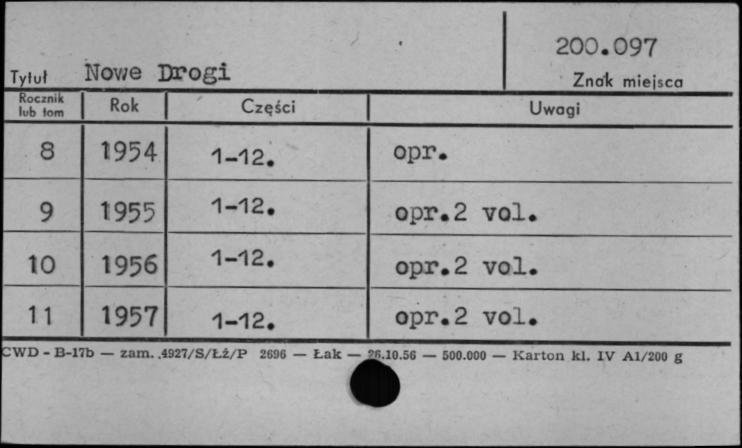 200.097
Tytuł Nowe Drogi Znak miejsca
Rocznik lub tom Rok Części Uwagi
8 1954 1-12. opr.
9 1955 1-12. opr.2 vol.
10 1956 1-12. opr.2 vol.
11 1957 1-12. opr.2 vol.
CWD - B-17b — zam. 4927/S/ŁŻ/P 2696 — Łak — 26.10.56 — 500.000 — Karton kl. IV A1/200 g